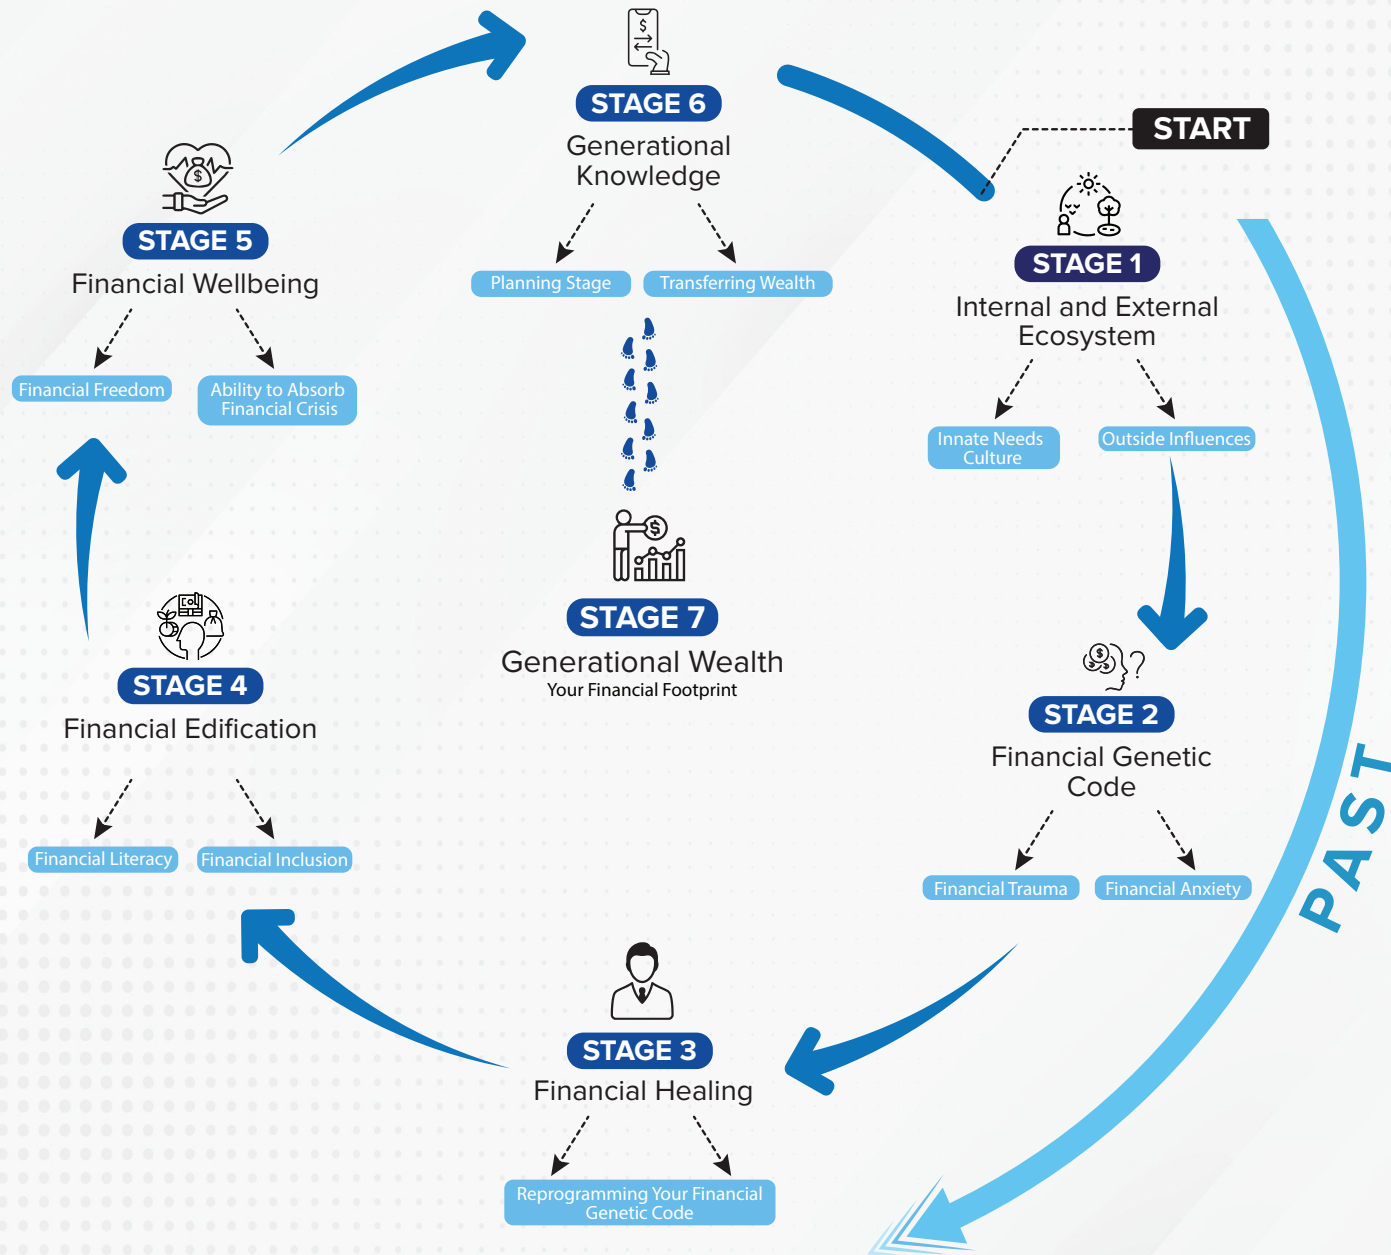 START
STAGE 1
Internal and External
Ecosystem
Innate Needs
Culture
Outside Influences
STAGE 2
Financial Genetic
Code
Financial Trauma
Financial Anxiety
PAST
STAGE 3
Financial Healing
Reprogramming Your Financial
Genetic Code
STAGE 4
Financial Edification
Financial Literacy
Financial Inclusion
STAGE 5
Financial Wellbeing
Financial Freedom
Ability to Absorb
Financial Crisis
STAGE 6
Generational
Knowledge
Planning Stage
Transferring Wealth
STAGE 7
Generational Wealth
Your Financial Footprint